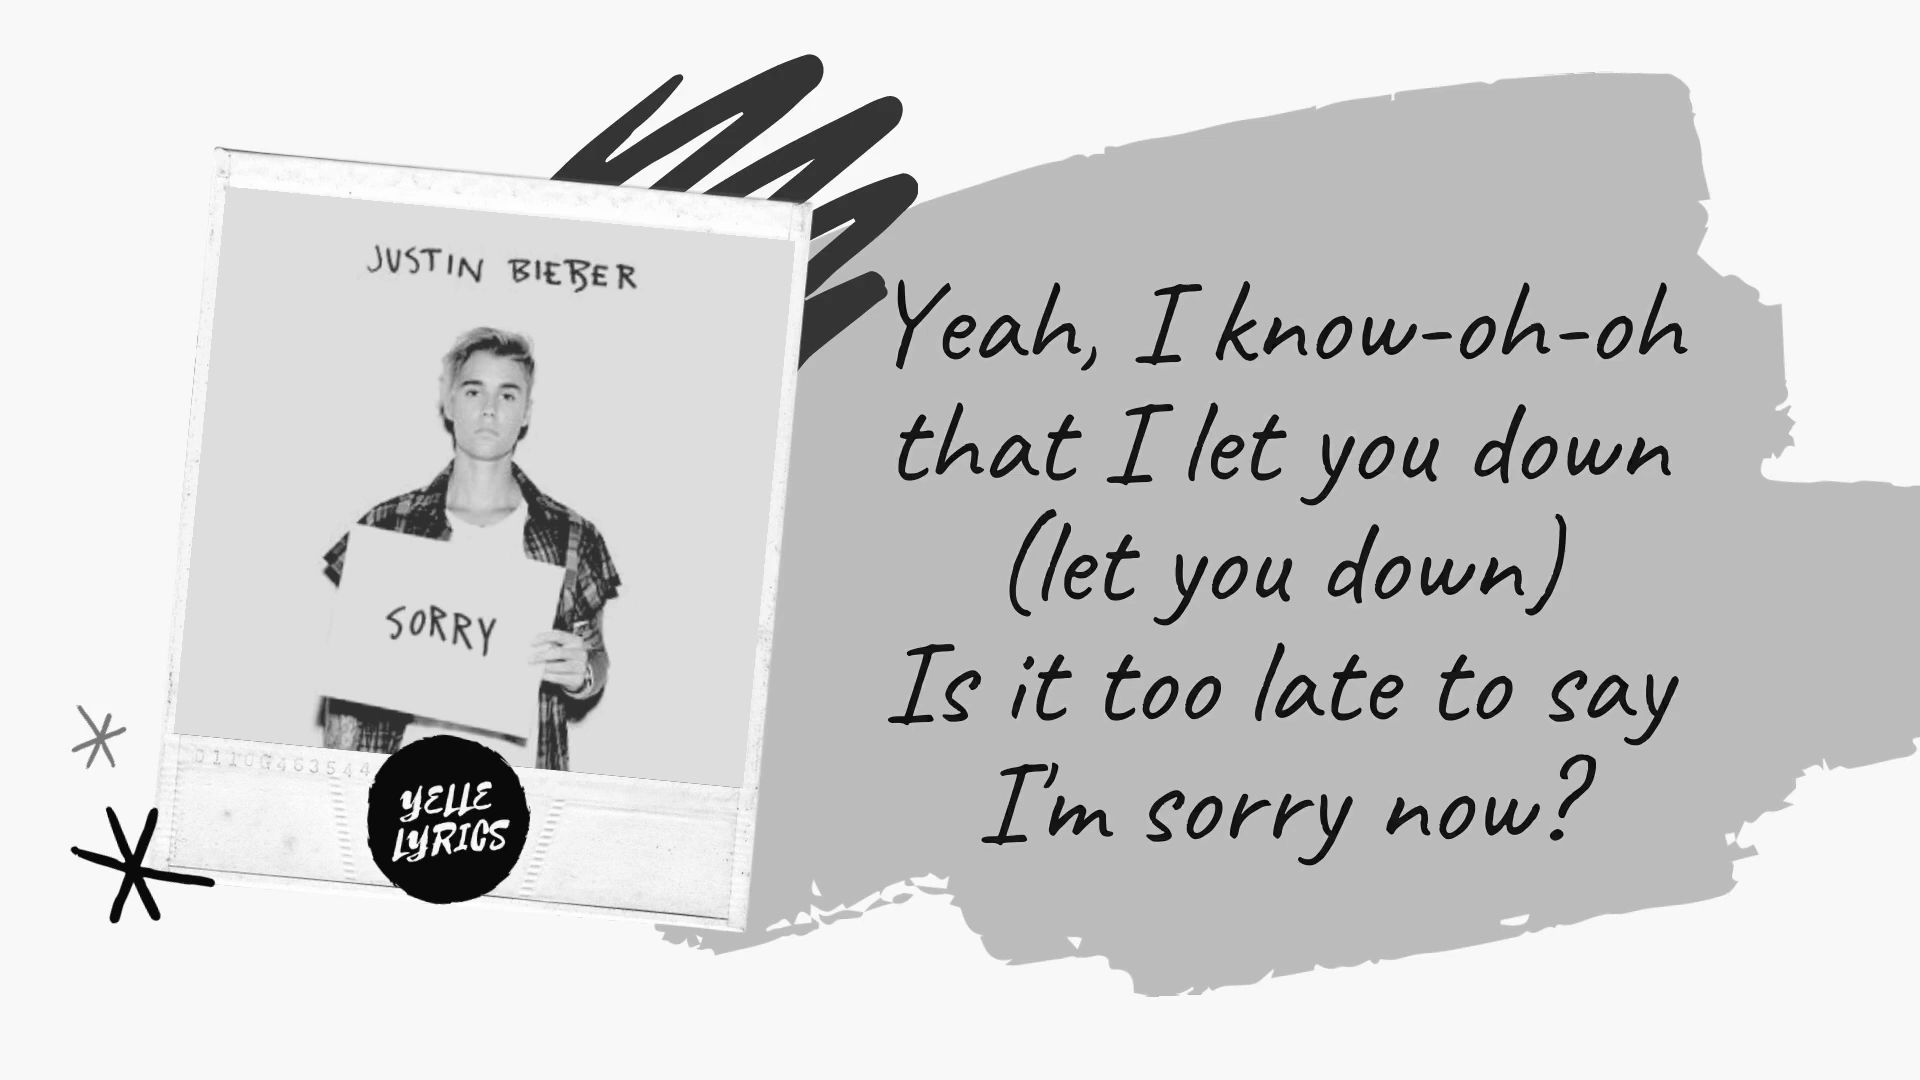 JUSTIN BIEBER
SORRY
YELLE
LYRICS
Yeah, I know-oh-oh
that I let you down
(let you down)
Is it too late to say
I'm sorry now?